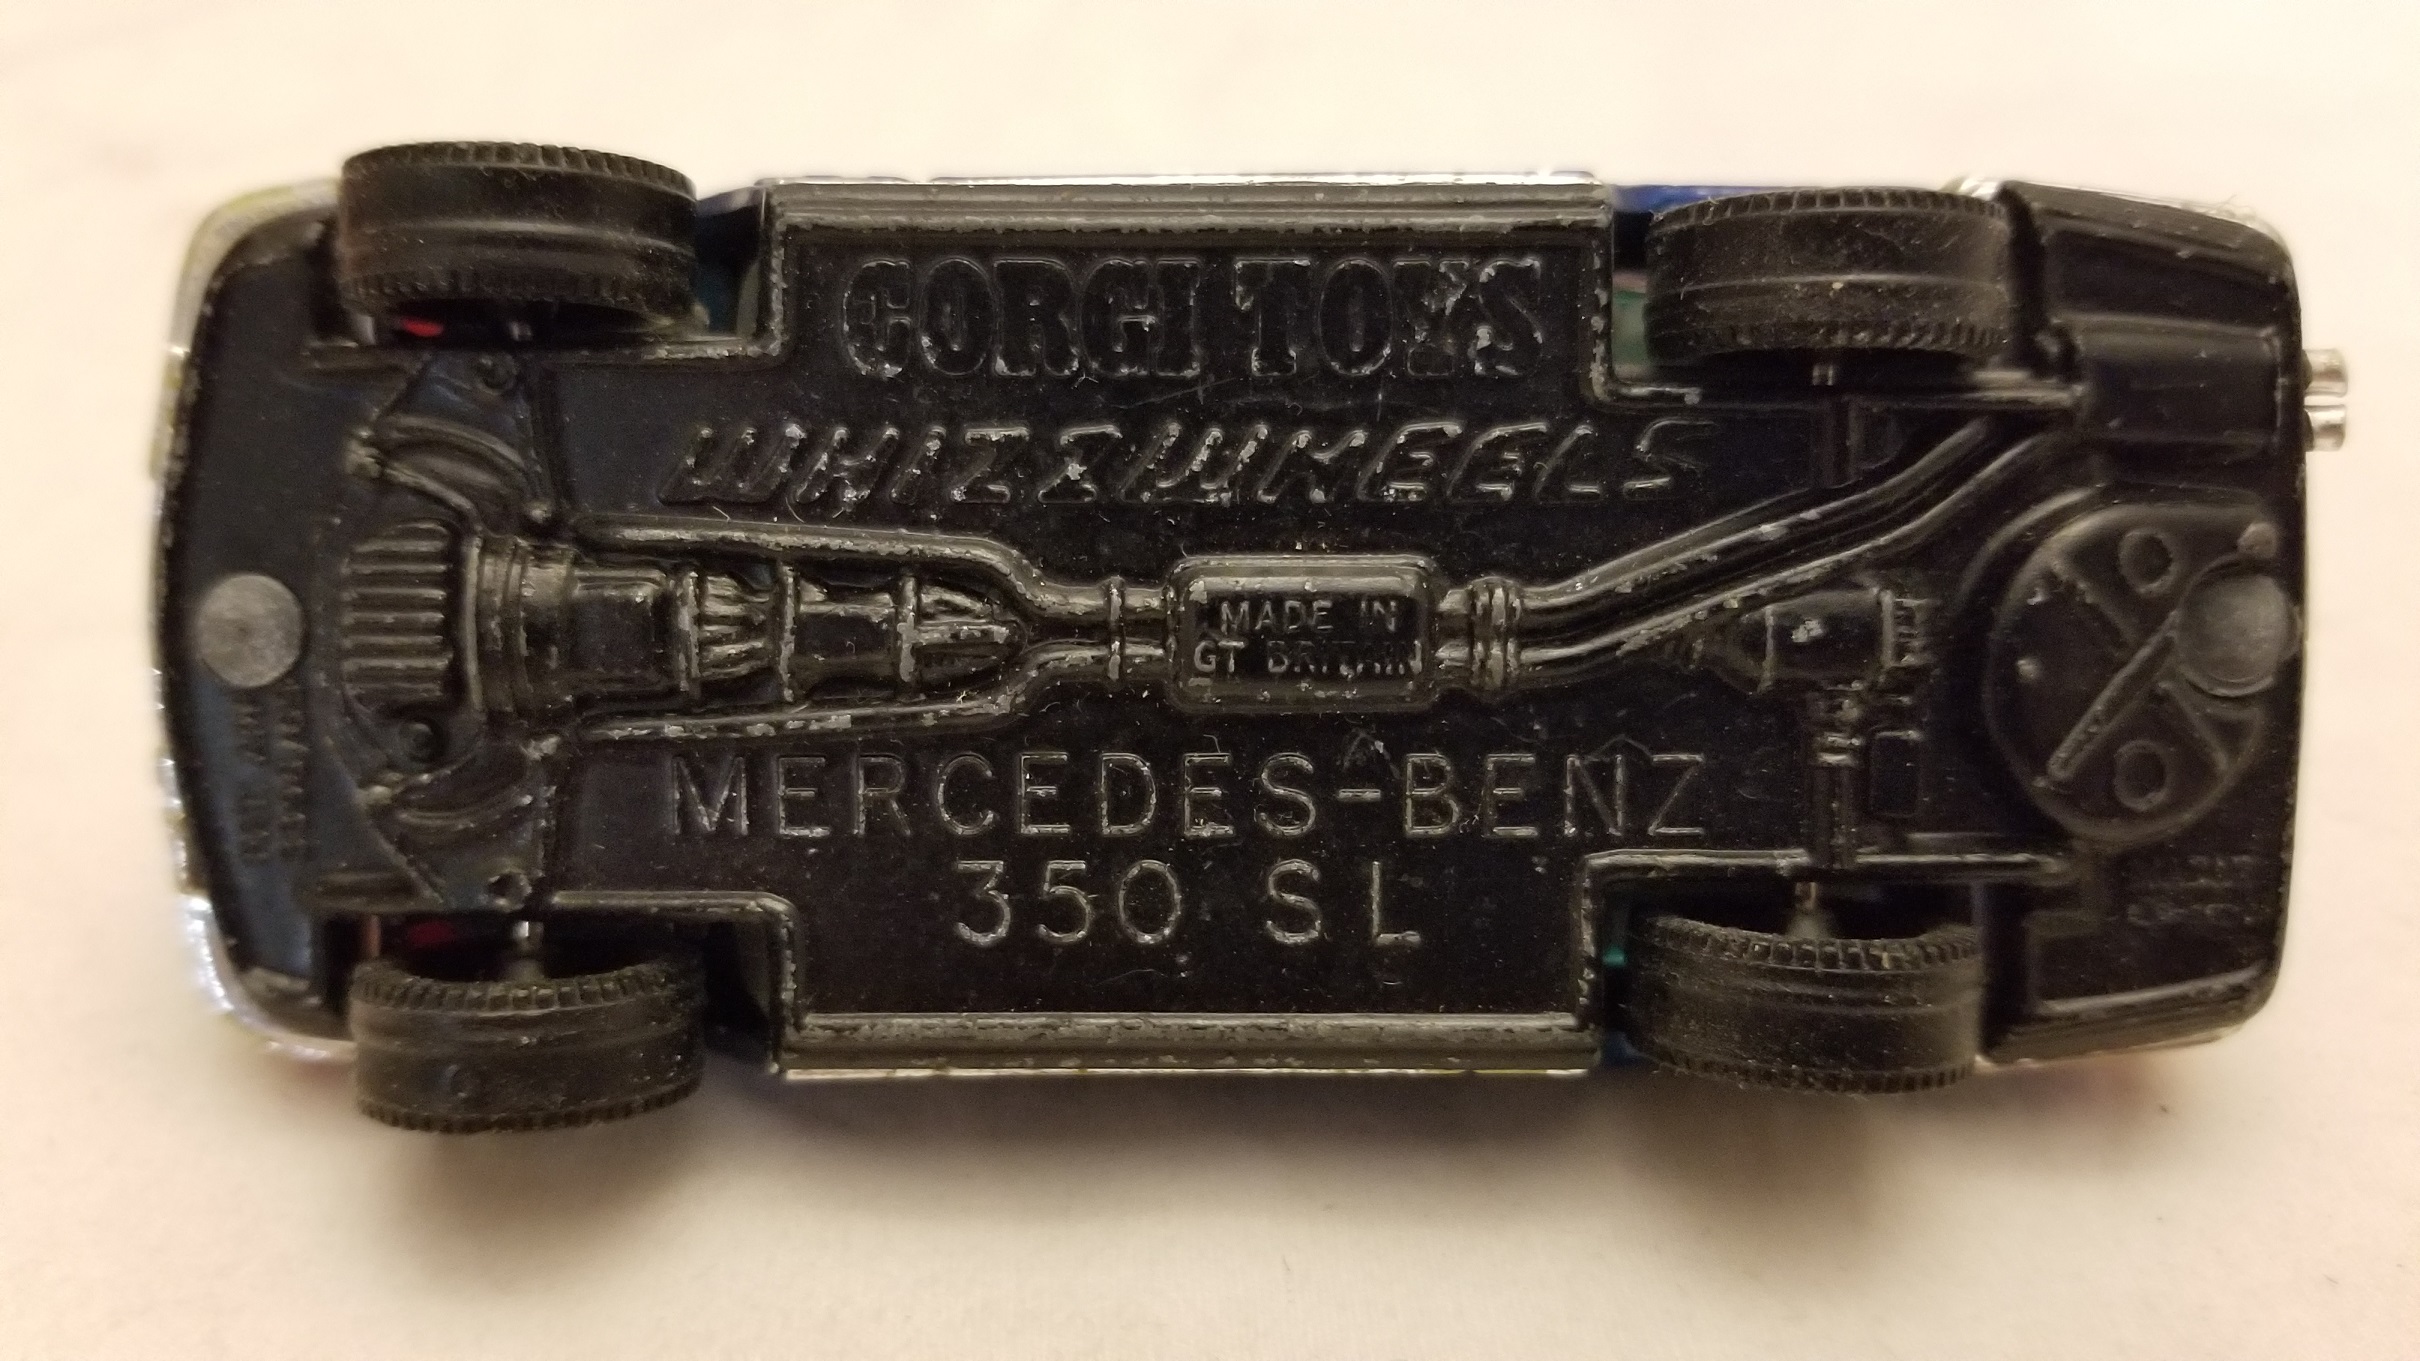 CORGI TOYS
WHIZZWHEELS
MADE IN
GT BRITAIN
MERCEDES-BENZ
350 SL